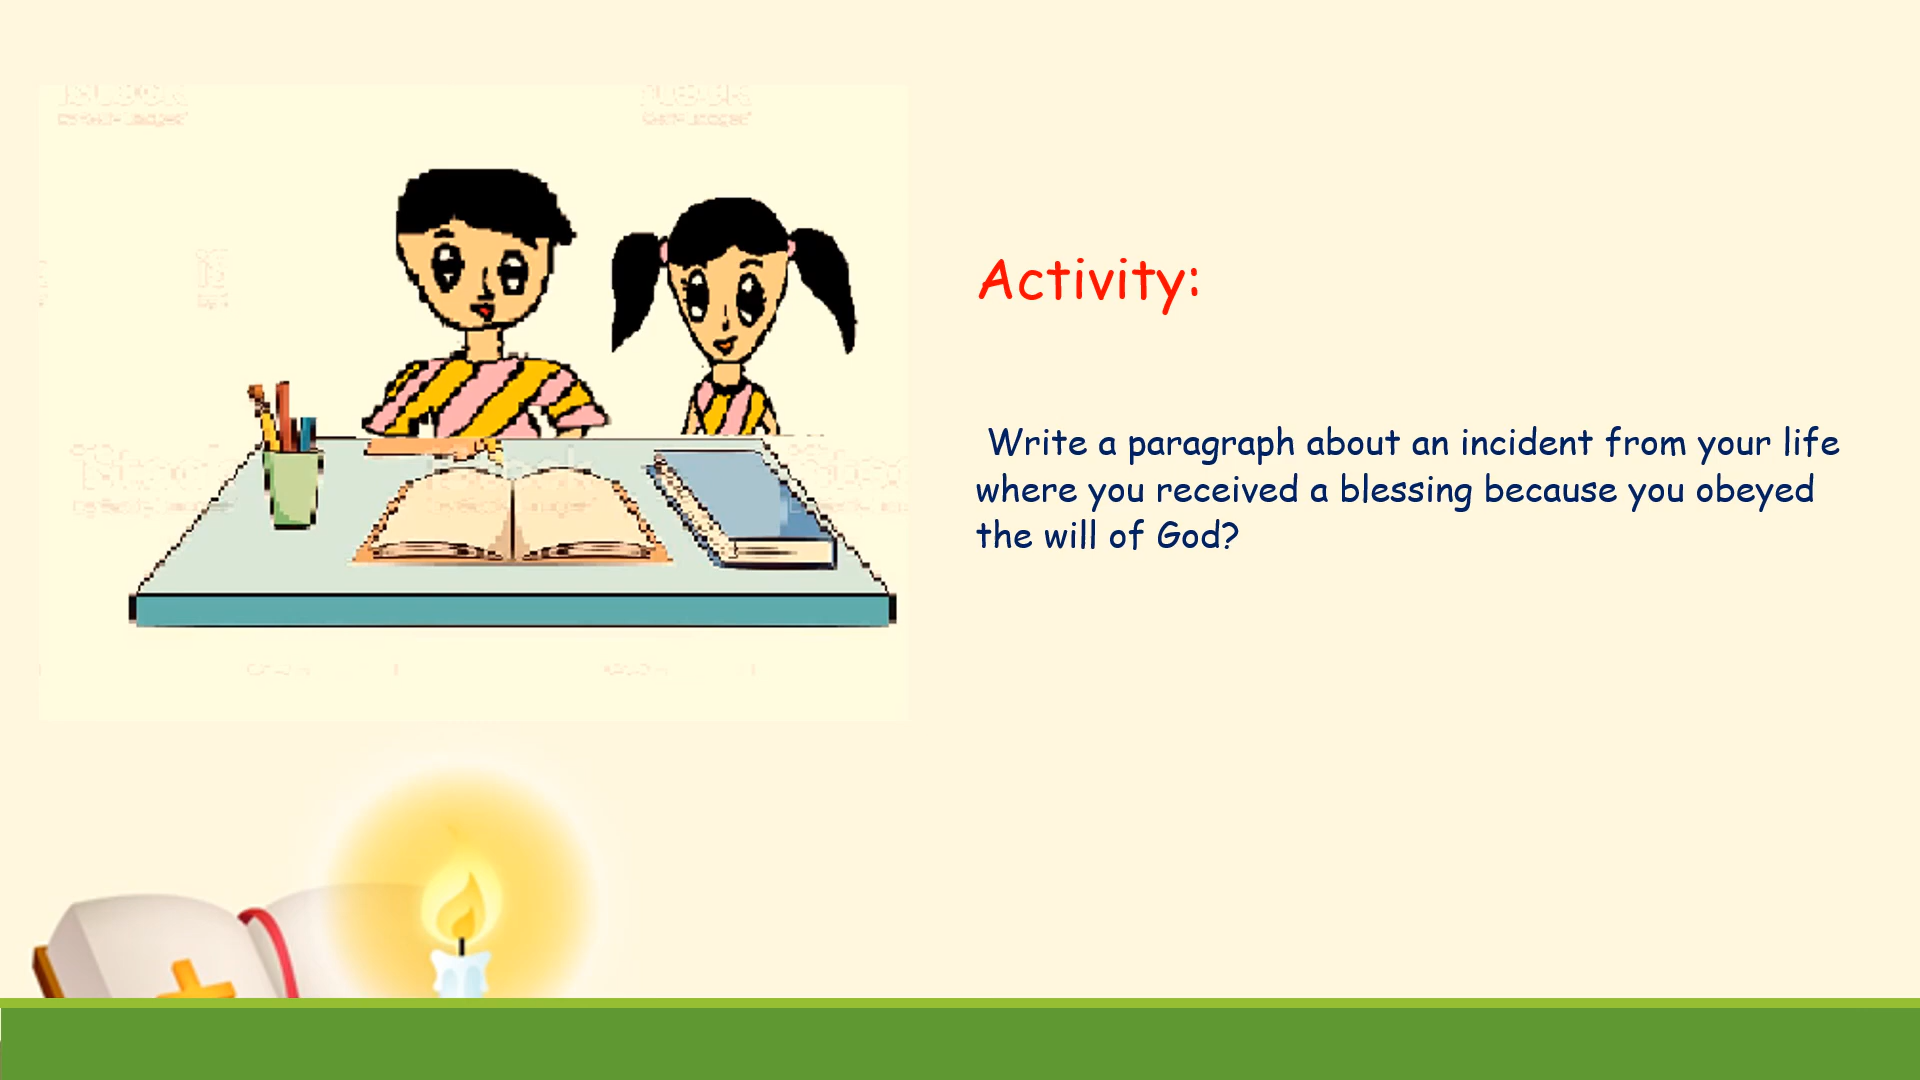 Activity:
Write a paragraph about an incident from your life
where you received a blessing because you obeyed
the will of God?